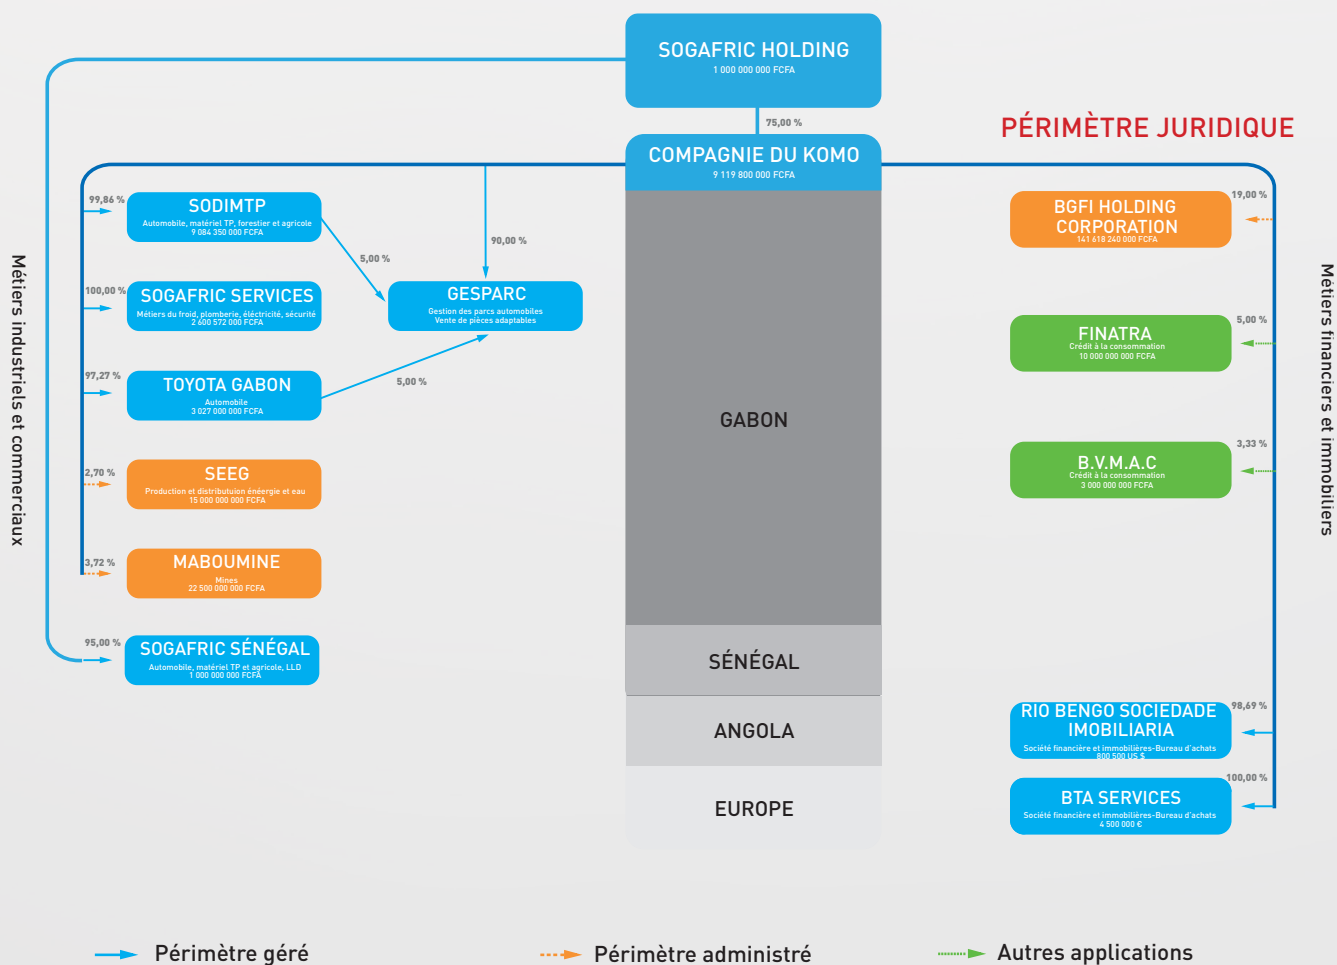 SOGAFRIC HOLDING
1 000 000 000 FCFA
75,00 %
PÉRIMÈTRE JURIDIQUE
COMPAGNIE DU KOMO
9 119 800 000 FCFA
Métiers industriels et commerciaux
99,86 %
SODIMTP
Automobile, matériel TP, forestier et agricole
9 084 350 000 FCFA
5,00 %
90,00 %
100,00 %
SOGAFRIC SERVICES
Métiers du froid, plomberie, éléctricité, sécurité
2 600 572 000 FCFA
GESPARC
Gestion des parcs automobiles
Vente de pièces adaptables
97,27 %
TOYOTA GABON
Automobile
3 027 000 000 FCFA
5,00 %
2,70 %
SEEG
Production et distributuion énéergie et eau
15 000 000 000 FCFA
3,72 %
MABOUMINE
Mines
22 500 000 000 FCFA
95,00 %
SOGAFRIC SÉNÉGAL
Automobile, matériel TP et agricole, LLD
1 000 000 000 FCFA
GABON
SÉNÉGAL
ANGOLA
EUROPE
19,00 %
BGFI HOLDING
CORPORATION
141 618 240 000 FCFA
5,00 %
FINATRA
Crédit à la consommation
10 000 000 000 FCFA
3,33 %
B.V.M.A.C
Crédit à la consommation
3 000 000 000 FCFA
98,69 %
RIO BENGO SOCIEDADE
IMOBILIARIA
Société financière et immobilières-Bureau d'achats
800 500 US $
100,00 %
BTA SERVICES
Société financière et immobilières-Bureau d'achats
4 500 000 €
Métiers financiers et immobiliers
Périmètre géré
Périmètre administré
Autres applications